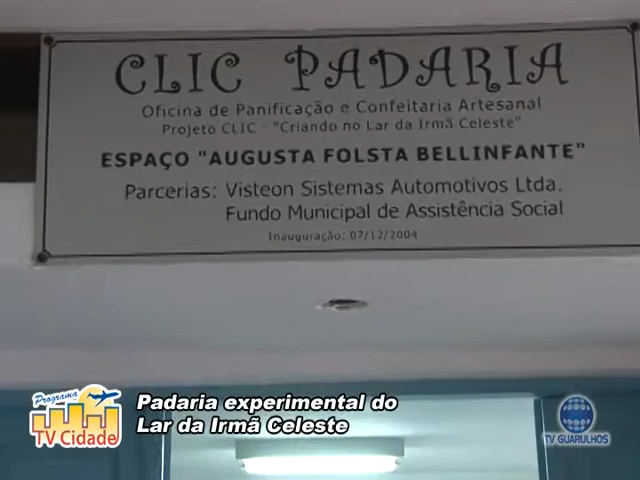 CLIC PADARIA
OFICINA DE PANIFICAÇÃO E CONFEITARIA ARTESANAL
PROJETO CLIC - "CRIANDO NO LAR DA IRMÃ CELESTE"
ESPAÇO "AUGUSTA FOLSTA BELLINFANTE"
Parcerias: Visteon Sistemas Automotivos Ltda.
Fundo Municipal de Assistência Social
Inauguração: 07/12/2004
Programa
TV Cidade
Padaria experimental do
Lar da Irmã Celeste
TV GUARULHOS